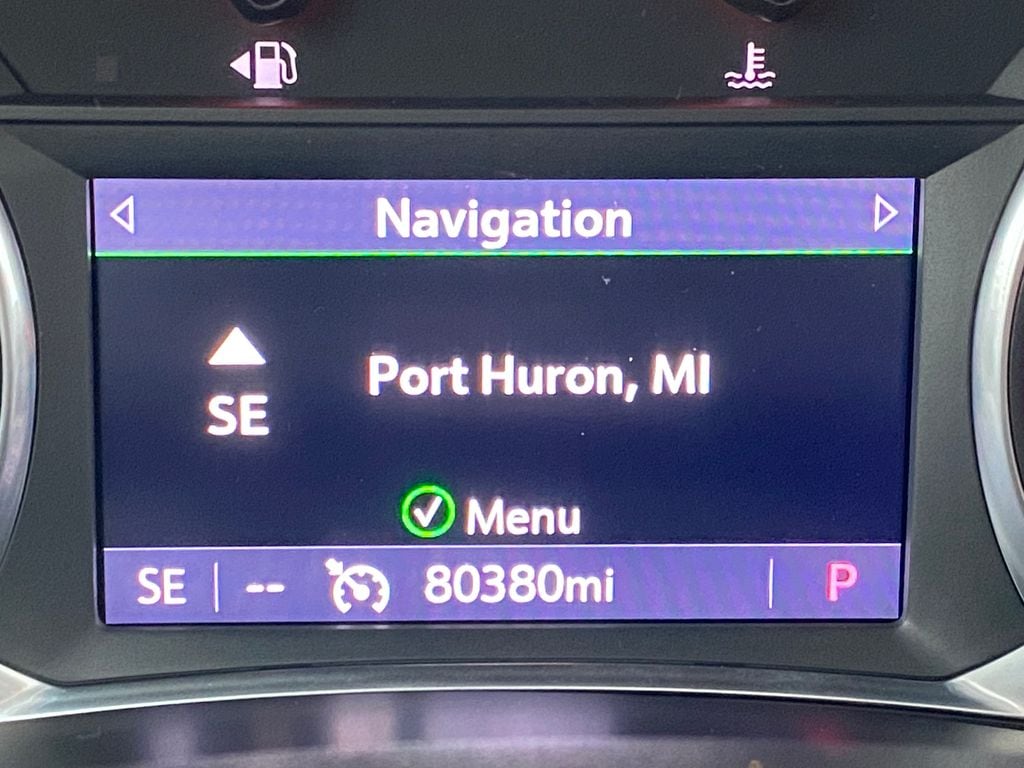 Navigation
SE
Port Huron, MI
Menu
SE -- 80380mi P